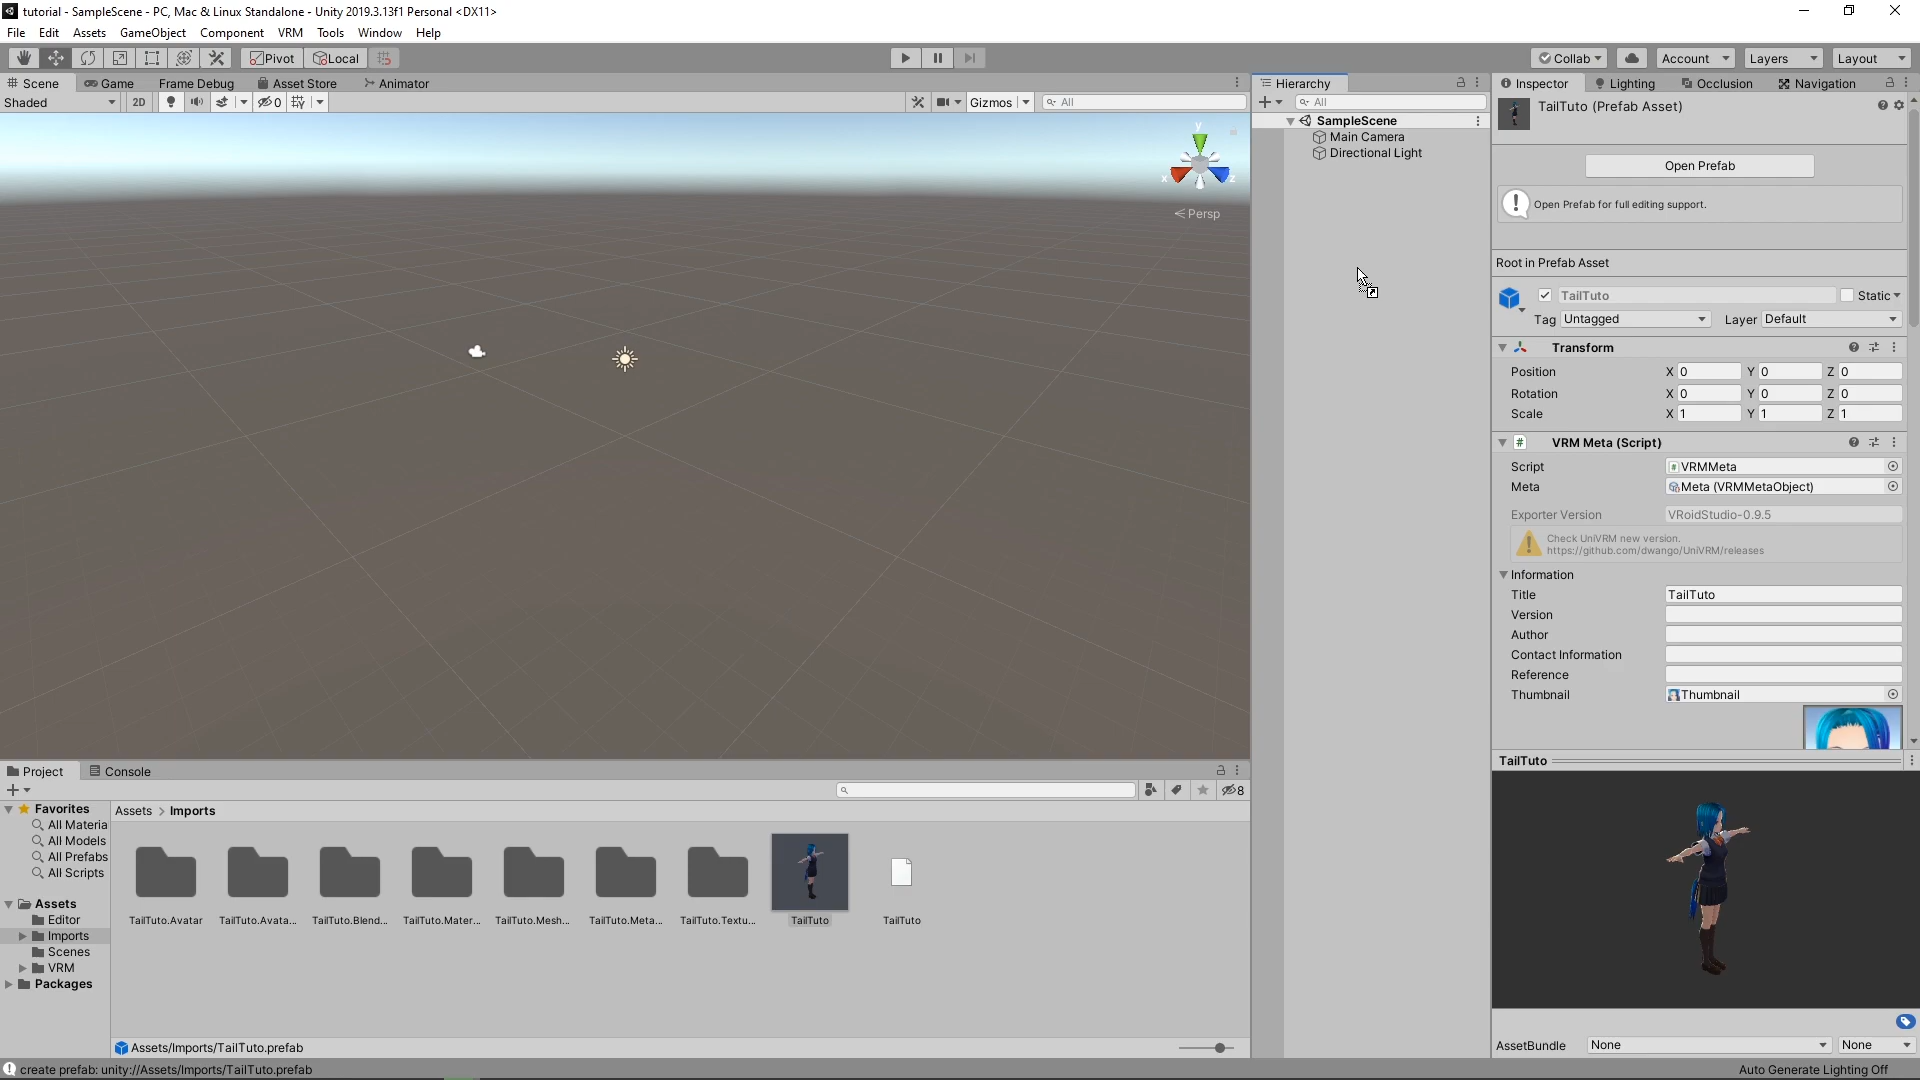 tutorial - SampleScene - PC, Mac & Linux Standalone - Unity 2019.3.13f1 Personal <DX11>
File Edit Assets GameObject Component VRM Tools Window Help
Pivot Local Collab Account Layers Layout
Scene Game Frame Debug Asset Store Animator
Shaded 2D 0 Gizmos All
y
x z
Persp
Hierarchy
All
SampleScene
Main Camera
Directional Light
Inspector Lighting Occlusion Navigation
TailTuto (Prefab Asset)
Open Prefab
Open Prefab for full editing support.
Root in Prefab Asset
TailTuto Static
Tag Untagged Layer Default
Transform
Position X 0 Y 0 Z 0
Rotation X 0 Y 0 Z 0
Scale X 1 Y 1 Z 1
# VRM Meta (Script)
Script VRMMeta
Meta Meta (VRMMetaObject)
Exporter Version VRoidStudio-0.9.5
Check UniVRM new version.
https://github.com/dwango/UniVRM/releases
Information
Title TailTuto
Version
Author
Contact Information
Reference
Thumbnail Thumbnail
TailTuto
AssetBundle None None
Project Console
8
Favorites
All Materia
All Models
All Prefabs
All Scripts
Assets
Editor
Imports
Scenes
VRM
Packages
Assets > Imports
TailTuto.Avatar TailTuto.Avata... TailTuto.Blend... TailTuto.Mater... TailTuto.Mesh... TailTuto.Meta... TailTuto.Textu... TailTuto TailTuto
Assets/Imports/TailTuto.prefab
create prefab: unity://Assets/Imports/TailTuto.prefab
Auto Generate Lighting Off